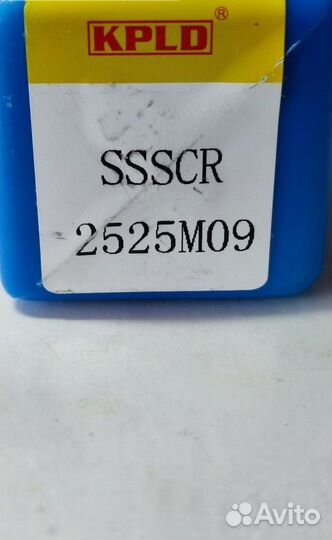 KPLD ®
SSSCR
2525M09
Avito